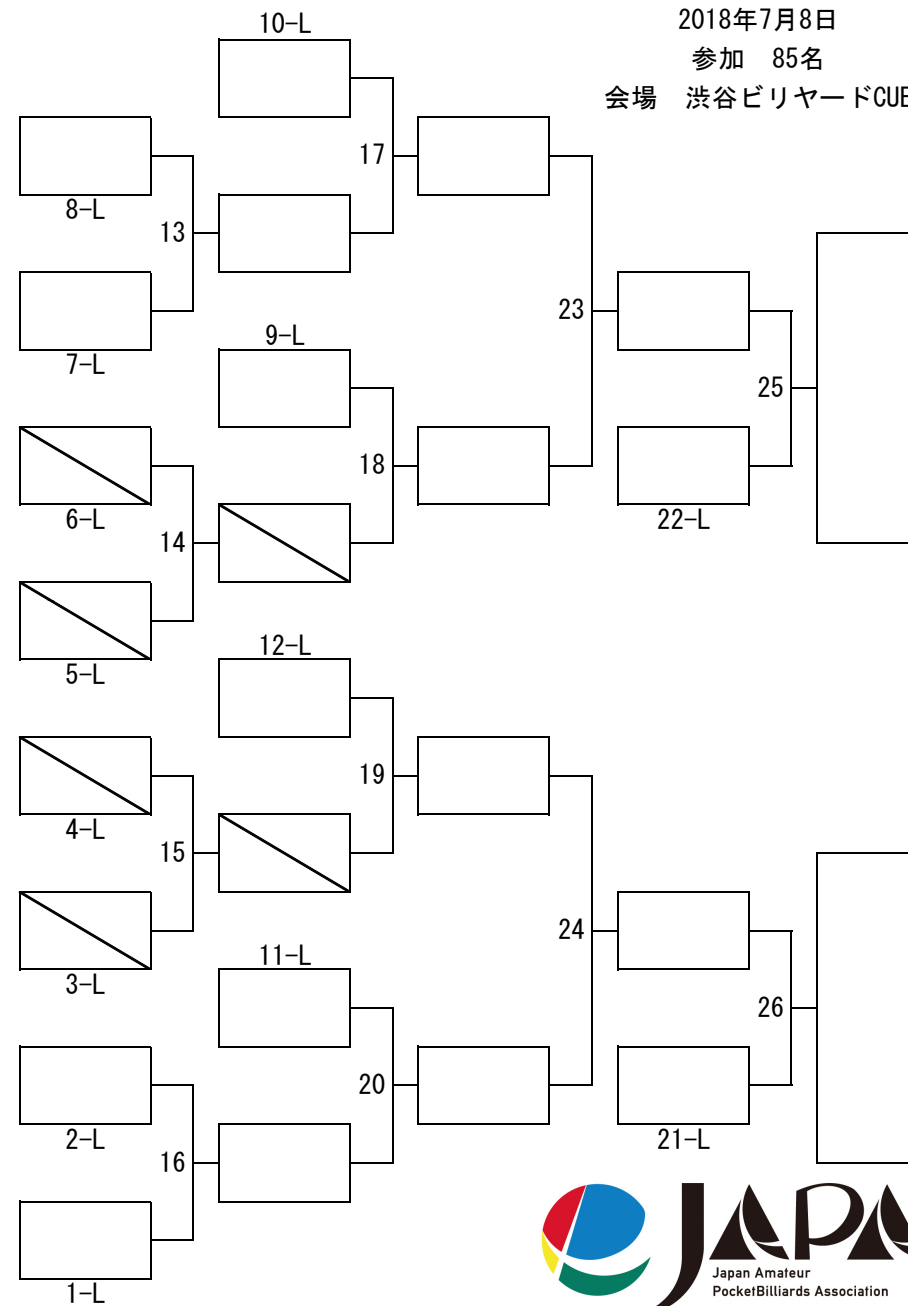 10-L
2018年7月8日
参加　85名
会場　渋谷ビリヤードCUE
17
8-L
13
7-L
23
9-L
25
18
6-L
22-L
14
5-L
12-L
19
4-L
15
24
11-L
3-L
26
20
2-L
21-L
16
1-L
JAPA
Japan Amateur
PocketBilliards Association